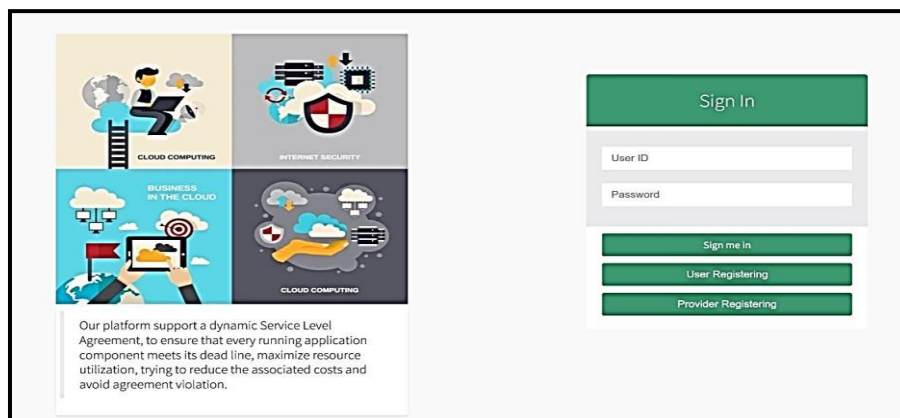 CLOUD COMPUTING
INTERNET SECURITY
BUSINESS
IN THE CLOUD
CLOUD COMPUTING
Our platform support a dynamic Service Level
Agreement, to ensure that every running application
component meets its dead line, maximize resource
utilization, trying to reduce the associated costs and
avoid agreement violation.
Sign In
User ID
Password
Sign me in
User Registering
Provider Registering